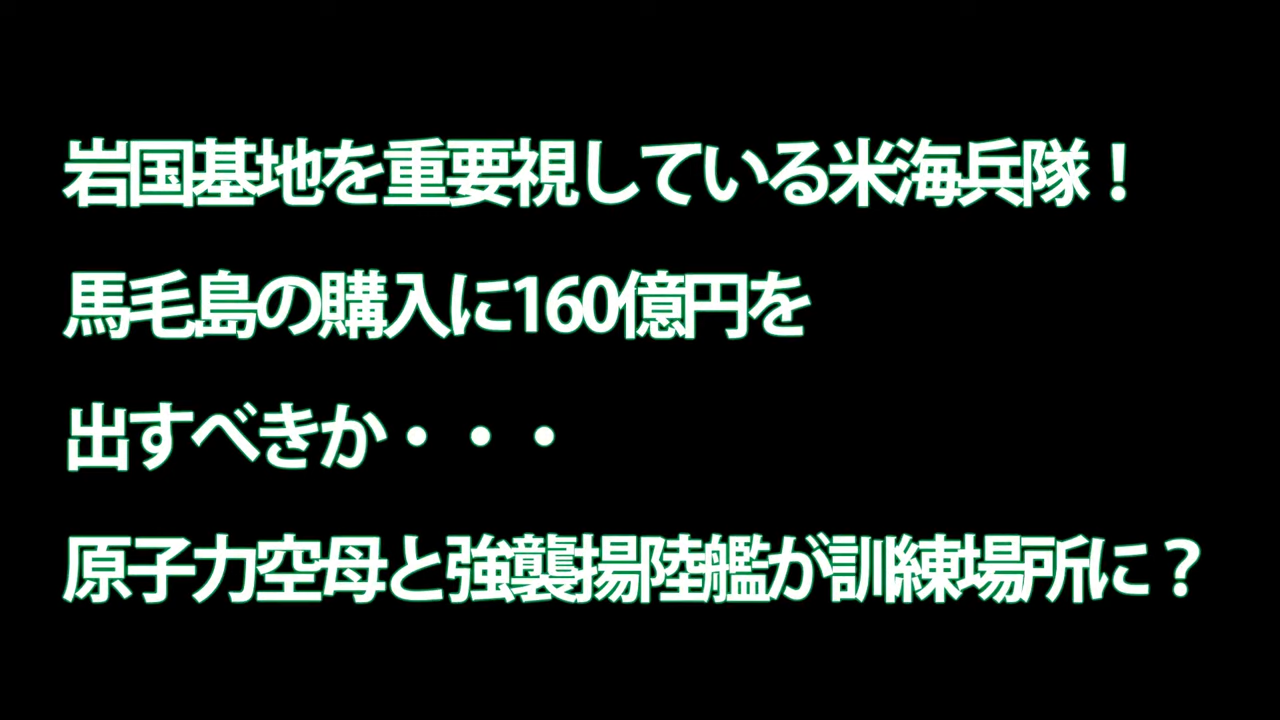 岩国基地を重要視している米海兵隊！
馬毛島の購入に160億円を
出すべきか・・・
原子力空母と強襲揚陸艦が訓練場所に？